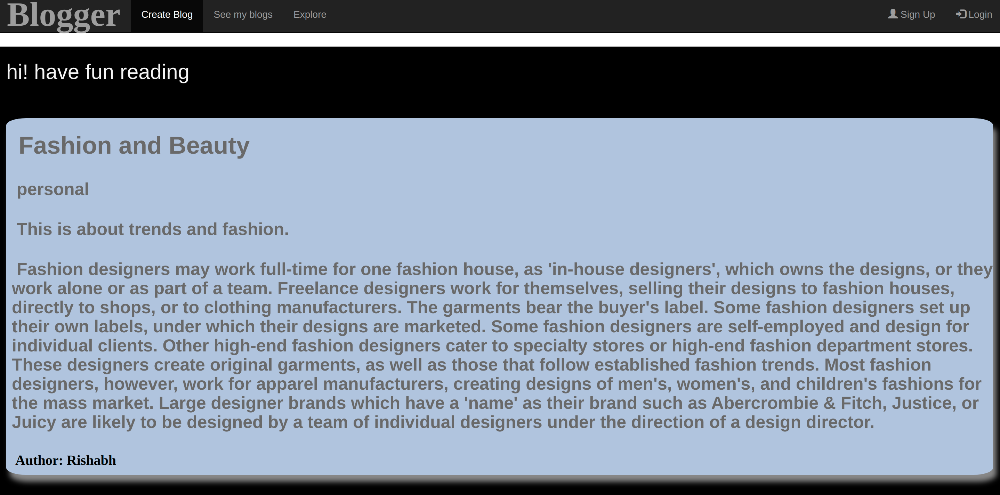 Blogger Create Blog See my blogs Explore Sign Up Login
hi! have fun reading
Fashion and Beauty
personal
This is about trends and fashion.
Fashion designers may work full-time for one fashion house, as 'in-house designers', which owns the designs, or they
work alone or as part of a team. Freelance designers work for themselves, selling their designs to fashion houses,
directly to shops, or to clothing manufacturers. The garments bear the buyer's label. Some fashion designers set up
their own labels, under which their designs are marketed. Some fashion designers are self-employed and design for
individual clients. Other high-end fashion designers cater to specialty stores or high-end fashion department stores.
These designers create original garments, as well as those that follow established fashion trends. Most fashion
designers, however, work for apparel manufacturers, creating designs of men's, women's, and children's fashions for
the mass market. Large designer brands which have a 'name' as their brand such as Abercrombie & Fitch, Justice, or
Juicy are likely to be designed by a team of individual designers under the direction of a design director.
Author: Rishabh